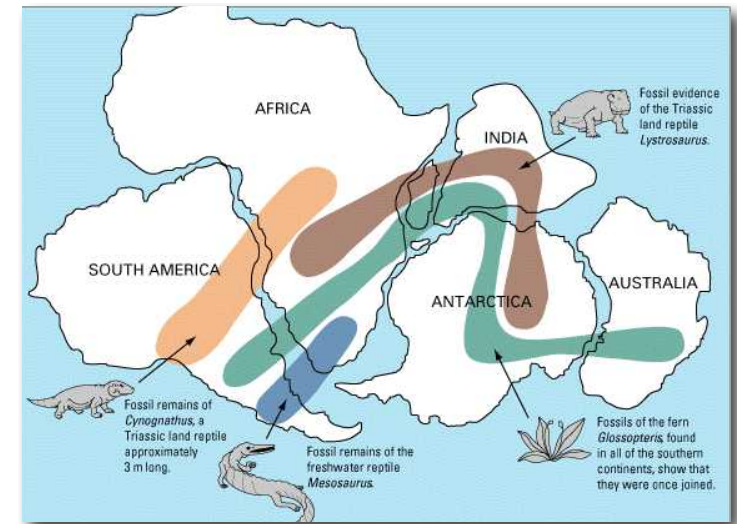 AFRICA
INDIA
Fossil evidence
of the Triassic
land reptile
Lystrosaurus.
SOUTH AMERICA
ANTARCTICA
AUSTRALIA
Fossil remains of
Cynognathus, a
Triassic land reptile
approximately
3 m long.
Fossil remains of the
freshwater reptile
Mesosaurus.
Fossils of the fern
Glossopteris, found
in all of the southern
continents, show that
they were once joined.